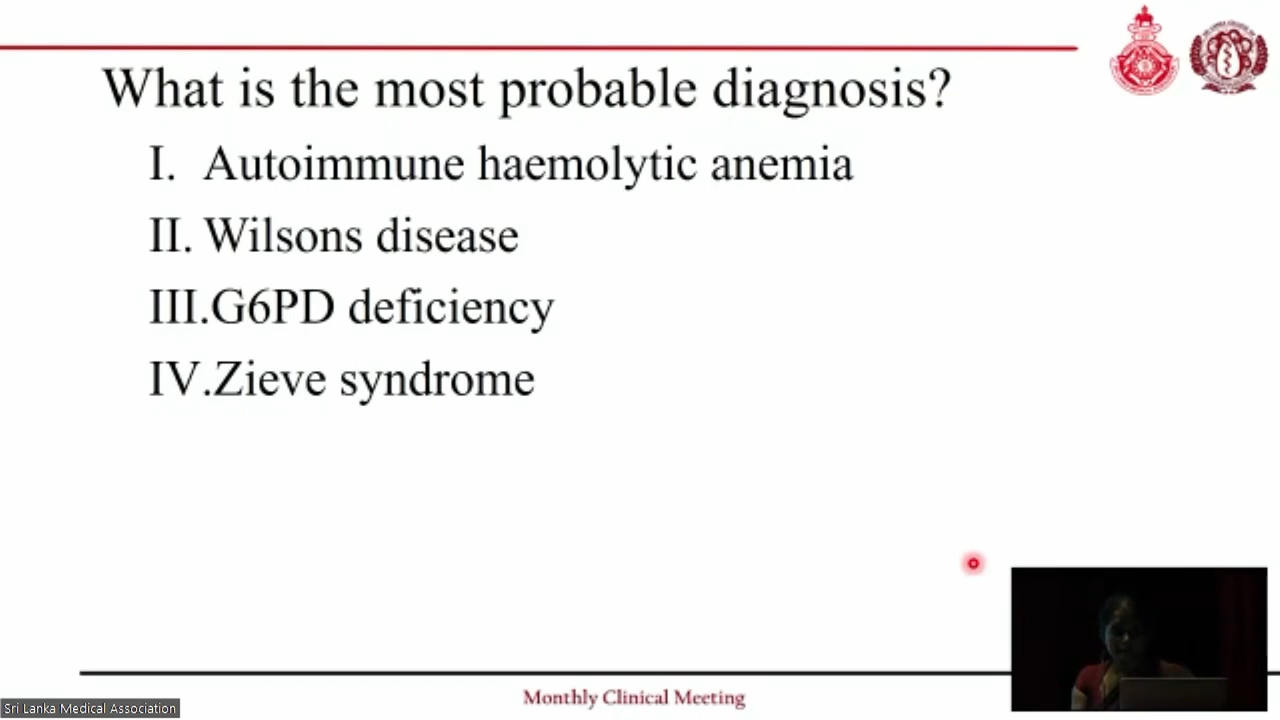 What is the most probable diagnosis?
I. Autoimmune haemolytic anemia
II. Wilsons disease
III.G6PD deficiency
IV.Zieve syndrome
Monthly Clinical Meeting
Sri Lanka Medical Association